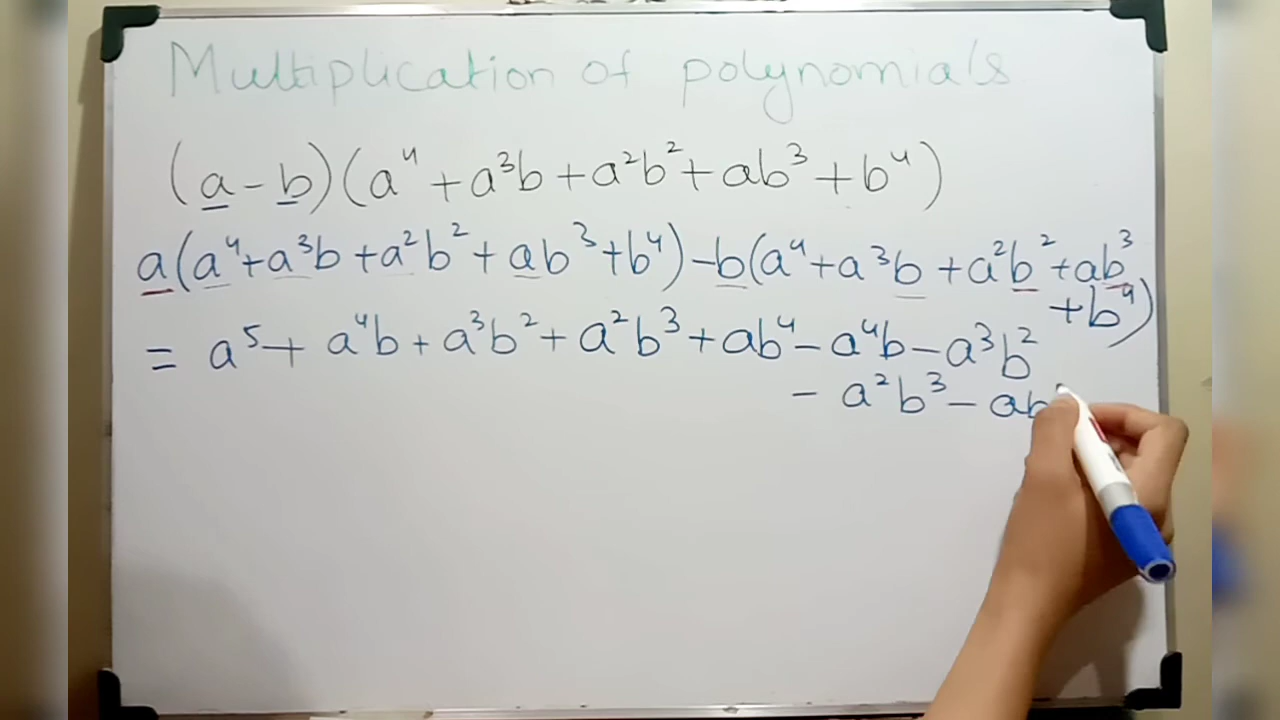 Multiplication of polynomials
(a-b)(a⁴+a³b+a²b²+ab³+b⁴)
a(a⁴+a³b+a²b²+ab³+b⁴)-b(a⁴+a³b+a²b²+ab³
+b⁴)
= a⁵+a⁴b+a³b²+a²b³+ab⁴-a⁴b-a³b²
- a²b³-ab